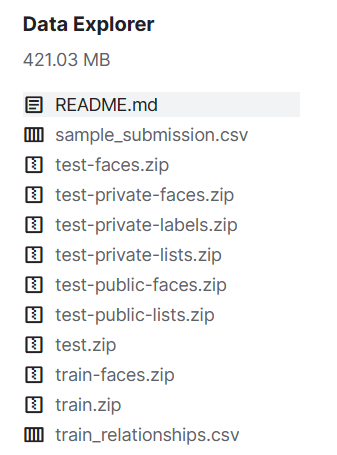 Data Explorer
421.03 MB
README.md
sample_submission.csv
test-faces.zip
test-private-faces.zip
test-private-labels.zip
test-private-lists.zip
test-public-faces.zip
test-public-lists.zip
test.zip
train-faces.zip
train.zip
train_relationships.csv